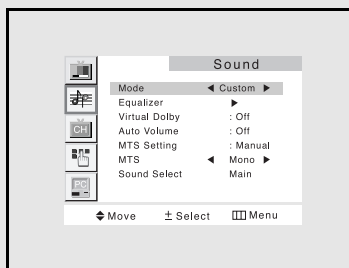 Sound
Mode ◀ Custom ▶
Equalizer ▶
Virtual Dolby : Off
Auto Volume : Off
MTS Setting : Manual
MTS ◀ Mono ▶
Sound Select Main
CH
PC
Move ± Select Menu